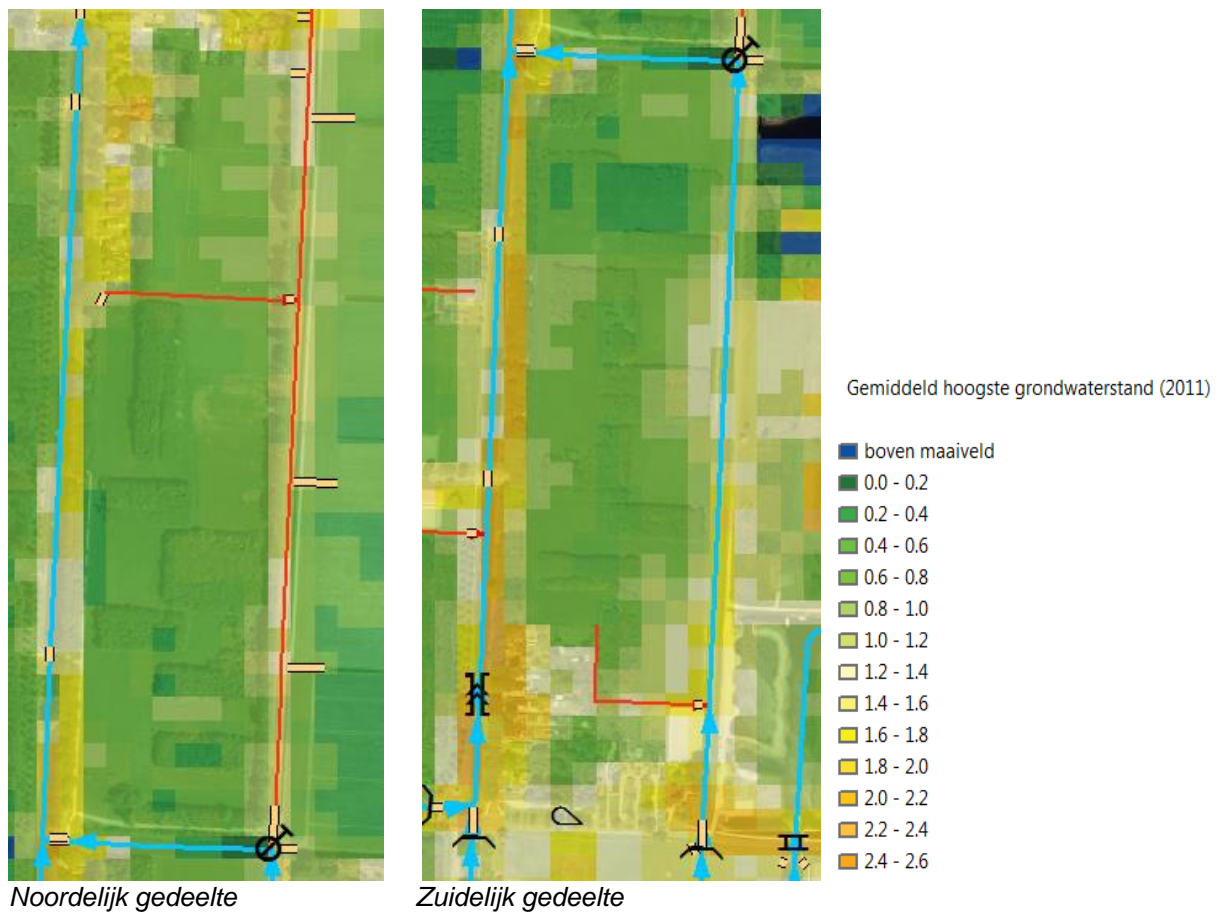 Gemiddeld hoogste grondwaterstand (2011)
boven maaiveld
0.0 - 0.2
0.2 - 0.4
0.4 - 0.6
0.6 - 0.8
0.8 - 1.0
1.0 - 1.2
1.2 - 1.4
1.4 - 1.6
1.6 - 1.8
1.8 - 2.0
2.0 - 2.2
2.2 - 2.4
2.4 - 2.6
Noordelijk gedeelte
Zuidelijk gedeelte